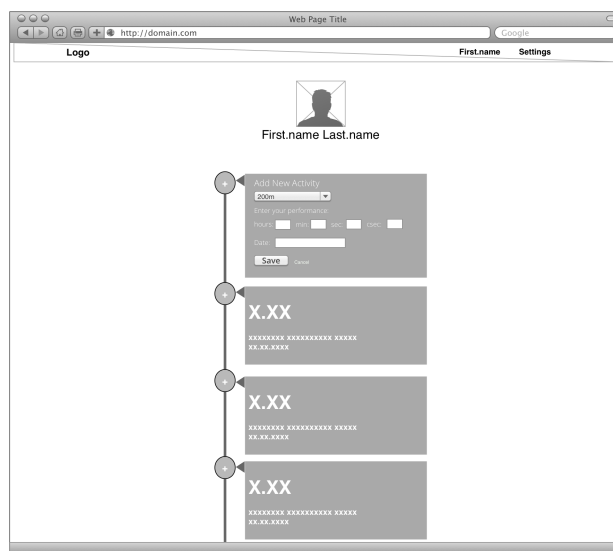 Web Page Title
http://domain.com
Google
Logo
First.name Settings
First.name Last.name
Add New Activity
200m
Enter your performance:
hours: min: sec: csec:
Date:
Save Cancel
X.XX
xxxxxxxx xxxxxxxxxx xxxxx
xx.xx.xxxx
X.XX
xxxxxxxx xxxxxxxxxx xxxxx
xx.xx.xxxx
X.XX
xxxxxxxx xxxxxxxxxx xxxxx
xx.xx.xxxx